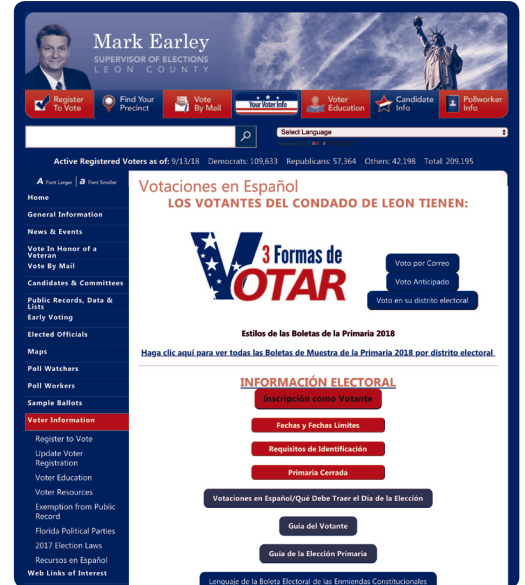 Mark Earley
SUPERVISOR OF ELECTIONS
LEON COUNTY
Register To Vote
Find Your Precinct
Vote By Mail
Your Voter Info
Voter Education
Candidate Info
Pollworker Info
Select Language
Active Registered Voters as of: 9/13/18 Democrats: 109,633 Republicans: 57,364 Others: 42,198 Total: 209,195
A Font Larger a Font Smaller
Home
General Information
News & Events
Vote In Honor of a
Veteran
Vote By Mail
Candidates & Committees
Public Records, Data &
Lists
Early Voting
Elected Officials
Maps
Poll Watchers
Poll Workers
Sample Ballots
Voter Information
Register to Vote
Update Voter
Registration
Voter Education
Voter Resources
Exemption from Public
Record
Florida Political Parties
2017 Election Laws
Recursos en Español
Web Links of Interest
Votaciones en Español
LOS VOTANTES DEL CONDADO DE LEON TIENEN:
3 Formas de
VOTAR
Voto por Correo
Voto Anticipado
Voto en su distrito electoral
Estilos de las Boletas de la Primaria 2018
Haga clic aquí para ver todas las Boletas de Muestra de la Primaria 2018 por distrito electoral
INFORMACIÓN ELECTORAL
Inscripción como Votante
Fechas y Fechas Limites
Requisitos de Identificación
Primaria Cerrada
Votaciones en Español/Qué Debe Traer el Día de la Elección
Guía del Votante
Guía de la Elección Primaria
Lenguaje de la Boleta Electoral de las Enmiendas Constitucionales